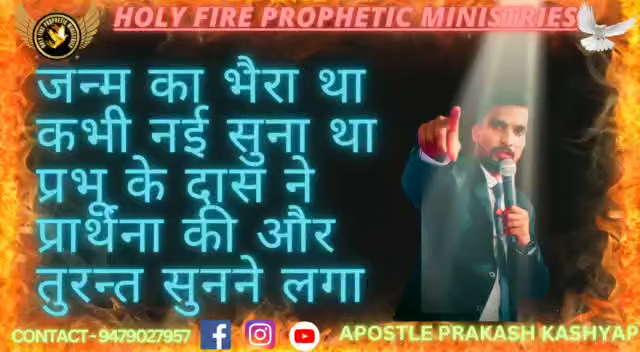 HOLY FIRE PROPHETIC MINISTRIES
जन्म का भैरा था
कभी नई सुना था
प्रभू के दास ने
प्रार्थना की और
तुरन्त सुनने लगा
CONTACT-9479027957
APOSTLE PRAKASH KASHYAP